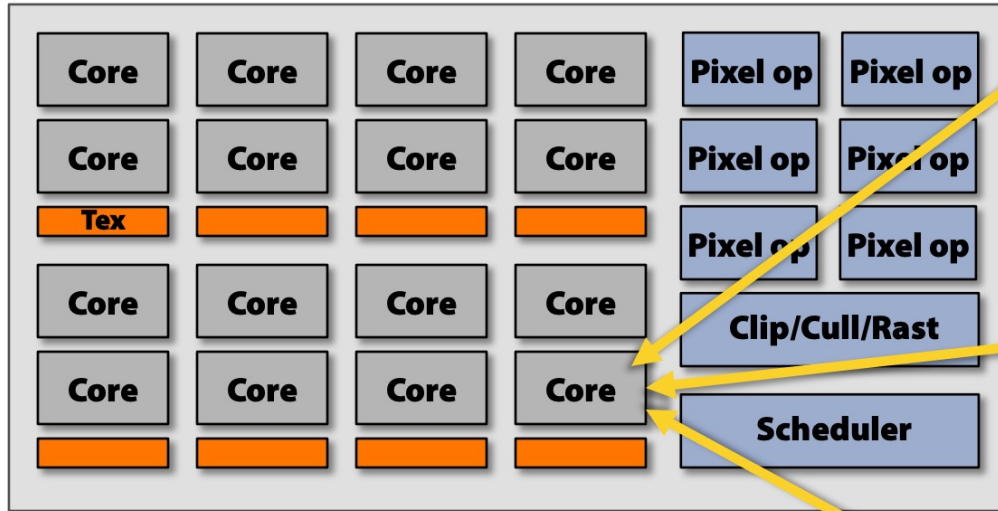 Core Core Core Core Pixel op Pixel op
Core Core Core Core Pixel op Pixel op
Tex
Pixel op Pixel op
Core Core Core Core Clip/Cull/Rast
Core Core Core Core
Scheduler